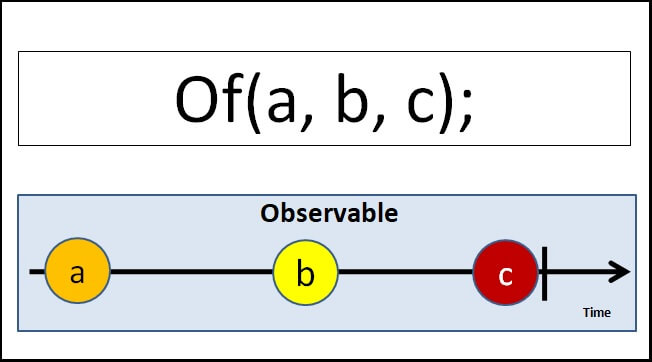 Of(a, b, c);
Observable
a b c
Time